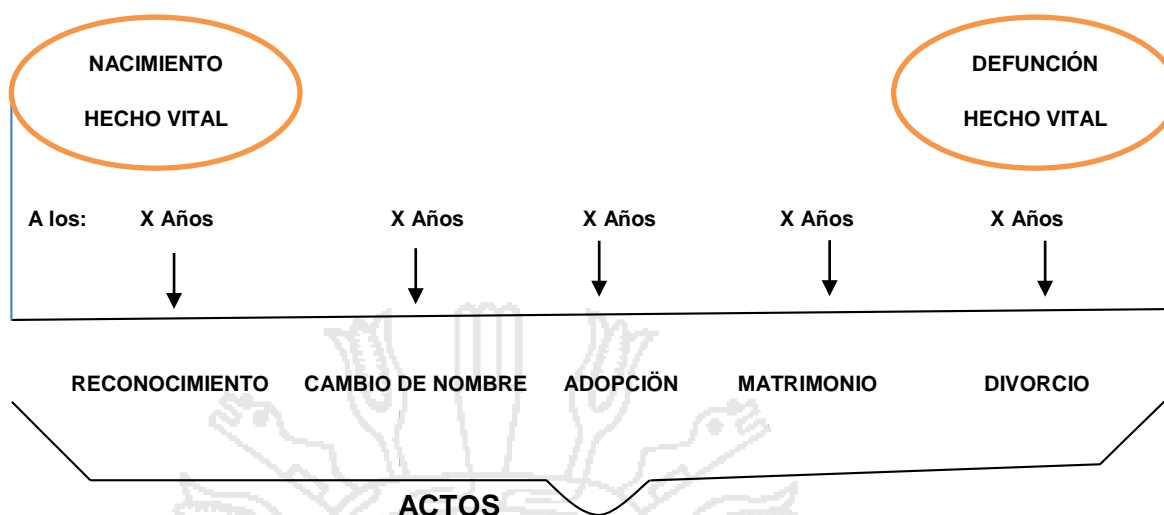 NACIMIENTO
HECHO VITAL
DEFUNCIÓN
HECHO VITAL
A los: X Años X Años X Años X Años X Años
RECONOCIMIENTO CAMBIO DE NOMBRE ADOPCIÖN MATRIMONIO DIVORCIO
ACTOS